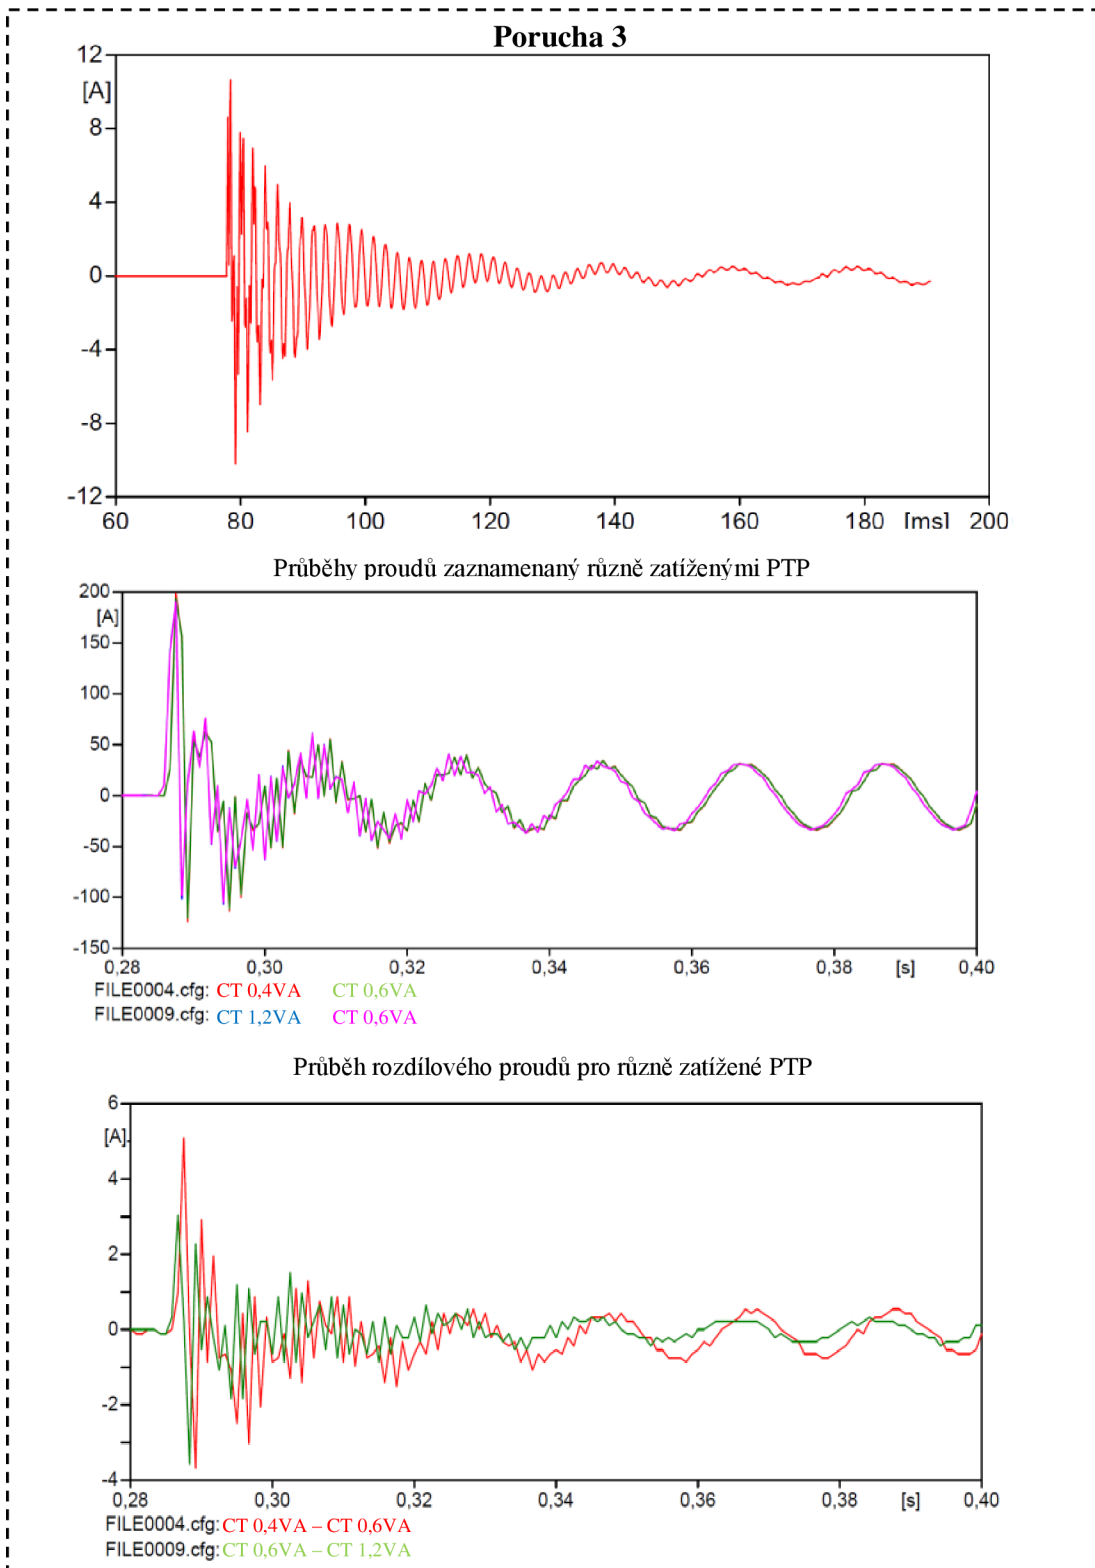 Porucha 3
12
[A]
8
4
0
-4
-8
-12
60 80 100 120 140 160 180 [ms] 200
Průběhy proudů zaznamenaný různě zatíženými PTP
200
[A]
150
100
50
0
-50
-100
-150
0,28 0,30 0,32 0,34 0,36 0,38 [s] 0,40
FILE0004.cfg: CT 0,4VA CT 0,6VA
FILE0009.cfg: CT 1,2VA CT 0,6VA
Průběh rozdílového proudů pro různě zatížené PTP
6
[A]
4
2
0
-2
-4
0,28 0,30 0,32 0,34 0,36 0,38 [s] 0,40
FILE0004.cfg: CT 0,4VA – CT 0,6VA
FILE0009.cfg: CT 0,6VA – CT 1,2VA